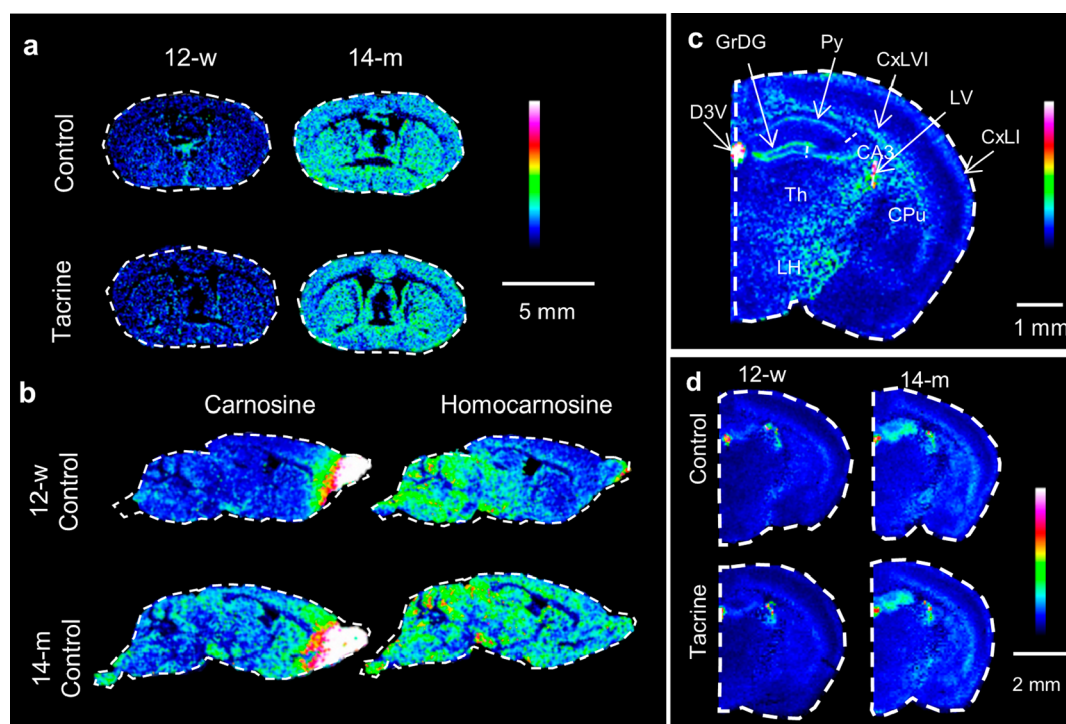 a
12-w
14-m
Control
Tacrine
5 mm
b
Carnosine
Homocarnosine
12-w
Control
14-m
Control
c
GrDG
Py
CxLVI
LV
D3V
CxLI
CA3
Th
CPu
LH
1 mm
d
12-w
14-m
Control
Tacrine
2 mm